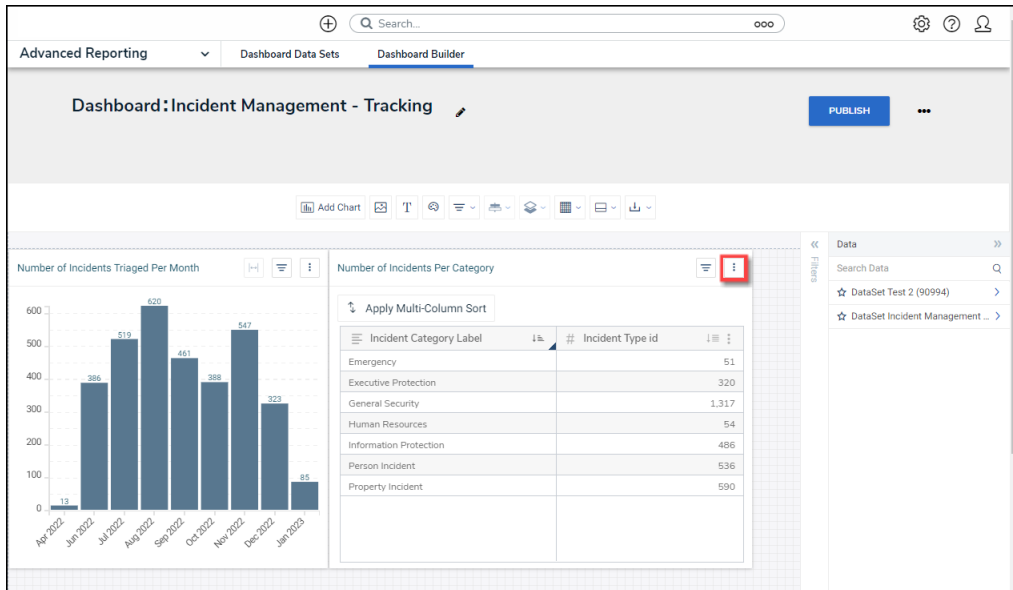 Search...
Advanced Reporting
Dashboard Data Sets
Dashboard Builder
Dashboard: Incident Management - Tracking
PUBLISH
Add Chart
T
Number of Incidents Triaged Per Month
600
500
400
300
200
100
0
13
386
519
620
461
388
547
323
85
Apr 2022
Jun 2022
Jul 2022
Aug 2022
Sep 2022
Oct 2022
Nov 2022
Dec 2022
Jan 2023
Number of Incidents Per Category
Apply Multi-Column Sort
Incident Category Label # Incident Type id
Emergency 51
Executive Protection 320
General Security 1,317
Human Resources 54
Information Protection 486
Person Incident 536
Property Incident 590
Filters
Data
Search Data
DataSet Test 2 (90994)
DataSet Incident Management ...